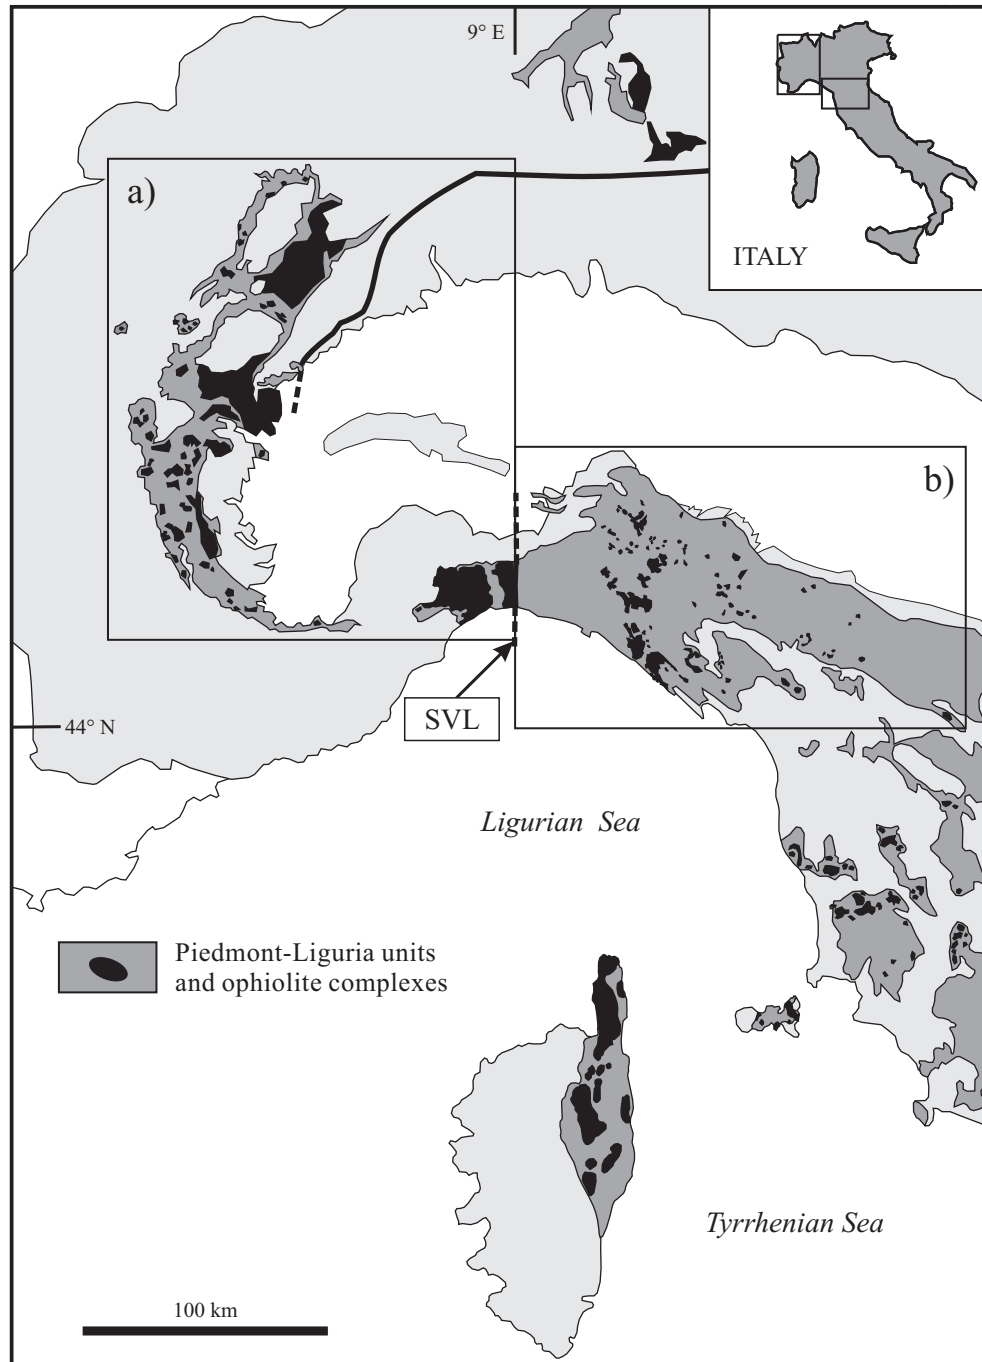 9° E
a)
ITALY
b)
SVL
44° N
Ligurian Sea
Piedmont-Liguria units
and ophiolite complexes
Tyrrhenian Sea
100 km